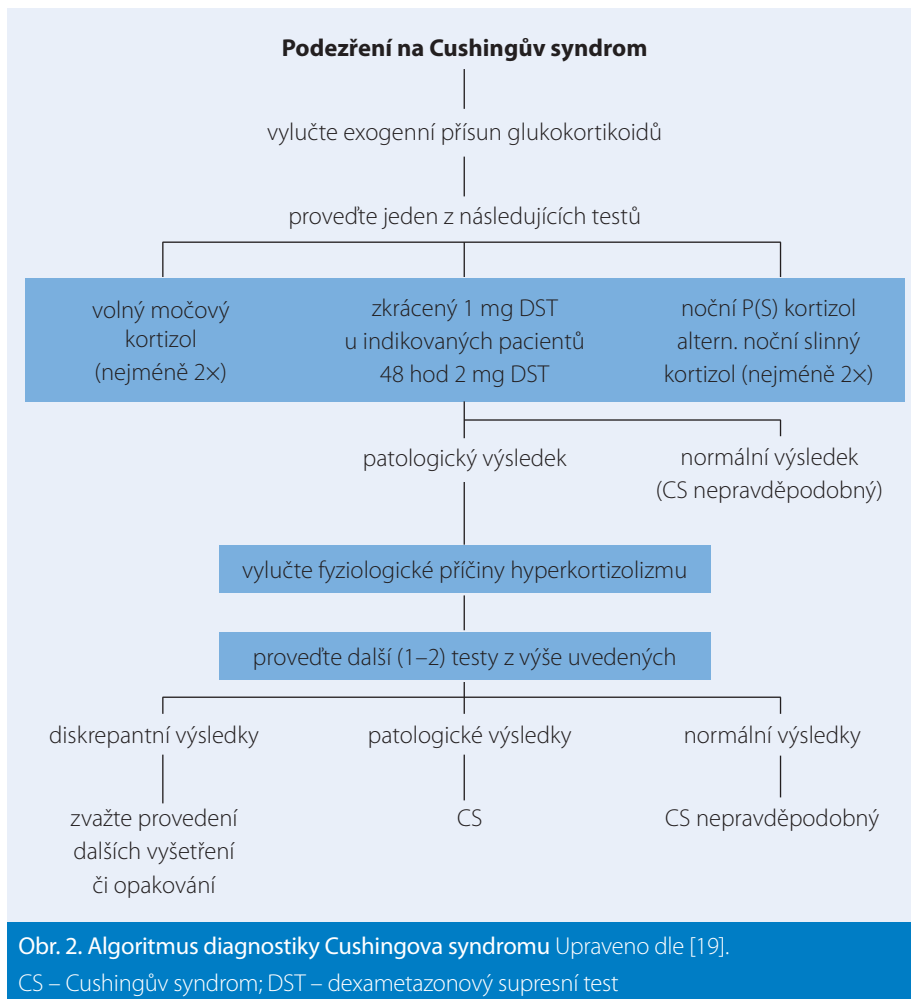 Podezření na Cushingův syndrom
vylučte exogenní přísun glukokortikoidů
proveďte jeden z následujících testů
volný močový
kortizol
(nejméně 2×)
zkrácený 1 mg DST
u indikovaných pacientů
48 hod 2 mg DST
noční P(S) kortizol
altern. noční slinný
kortizol (nejméně 2×)
patologický výsledek
normální výsledek
(CS nepravděpodobný)
vylučte fyziologické příčiny hyperkortizolizmu
proveďte další (1–2) testy z výše uvedených
diskrepantní výsledky
patologické výsledky
normální výsledky
zvažte provedení
dalších vyšetření
či opakování
CS
CS nepravděpodobný
Obr. 2. Algoritmus diagnostiky Cushingova syndromu Upraveno dle [19].
CS – Cushingův syndrom; DST – dexametazonový supresní test